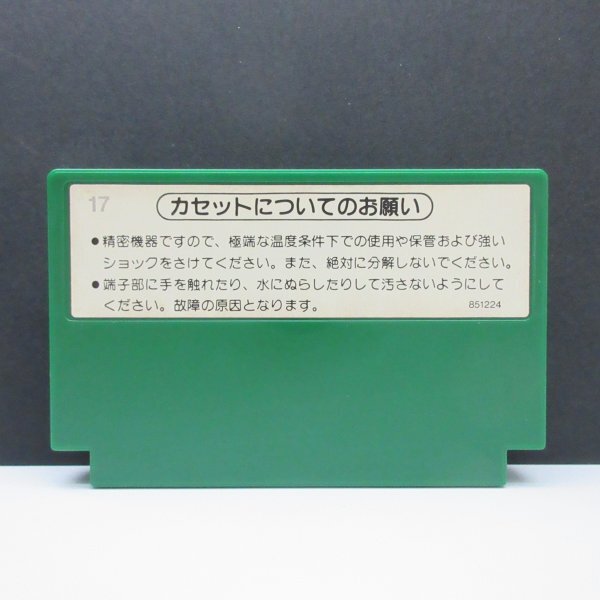 17
カセットについてのお願い
●精密機器ですので、極端な温度条件下での使用や保管および強い
ショックをさけてください。また、絶対に分解しないでください。
●端子部に手を触れたり、水にぬらしたりして汚さないようにして
ください。故障の原因となります。
851224